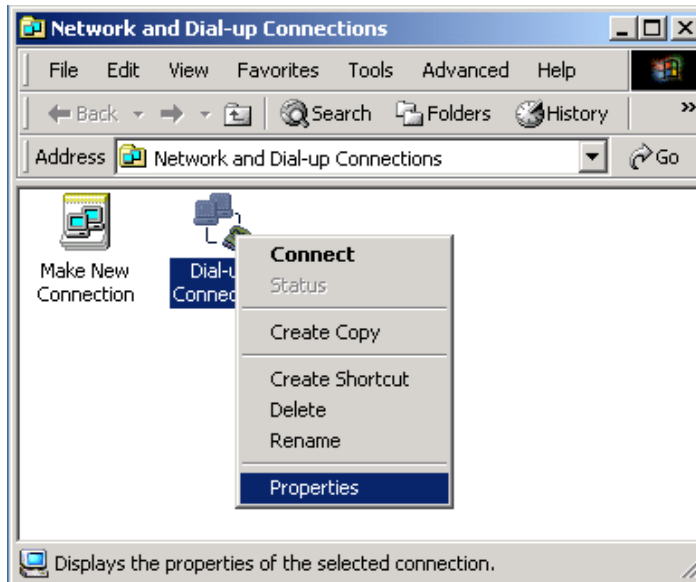 Network and Dial-up Connections
File Edit View Favorites Tools Advanced Help
Back Search Folders History »
Address Network and Dial-up Connections Go
Make New
Connection
Dial-u
Connec
Connect
Status
Create Copy
Create Shortcut
Delete
Rename
Properties
Displays the properties of the selected connection.